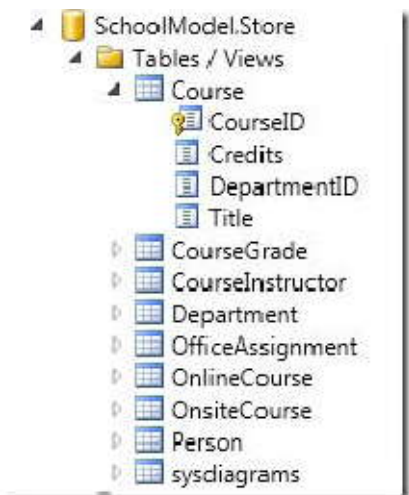 SchoolModel.Store
Tables / Views
Course
CourseID
Credits
DepartmentID
Title
CourseGrade
CourseInstructor
Department
OfficeAssignment
OnlineCourse
OnsiteCourse
Person
sysdiagrams